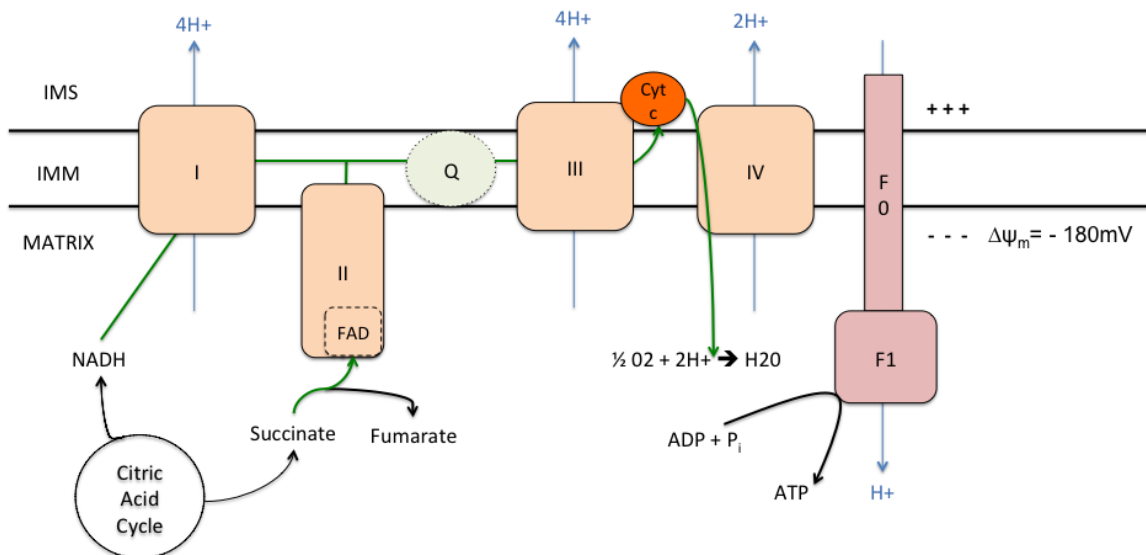 4H+
4H+
2H+
IMS
Cyt
c
+ + +
IMM
I
Q
III
IV
F
0
MATRIX
II
- - - Δψm= - 180mV
FAD
NADH
½ 02 + 2H+ ➔ H20
F1
Succinate
Fumarate
ADP + Pi
Citric
Acid
Cycle
ATP
H+